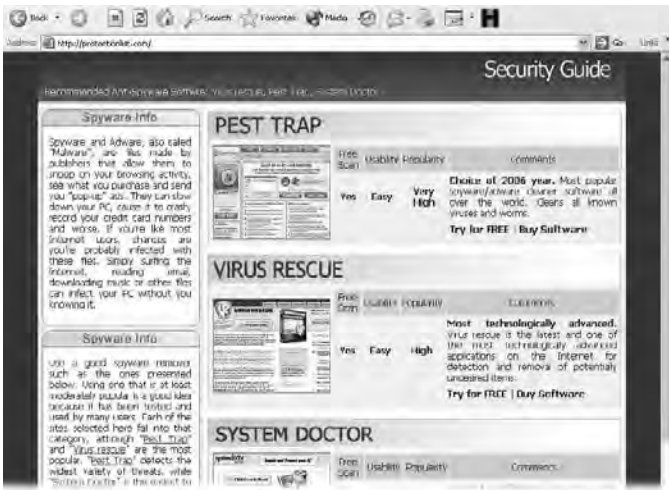 Back
Search Favorites Media
Address http://protectionlist.com/ Go Links
Security Guide
Recommended Anti-Spyware Software: Virus rescue, Pest Trap, System Doctor
Spyware Info
Spyware and Adware, also called
"Malware", are files made by
publishers that allow them to
snoop on your browsing activity,
see what you purchase and send
you "pop-up" ads. They can slow
down your PC, cause it to crash,
record your credit card numbers
and worse. If you're like most
Internet users, chances are
you're probably infected with
these files. Simply surfing the
Internet, reading email,
downloading music or other files
can infect your PC without you
knowing it.
Spyware Info
Use a good spyware remover
such as the ones presented
below. Using one that is at least
moderately popular is a good idea
because it has been tested and
used by many users. Each of the
sites selected here fall into that
category, although "Pest Trap"
and "Virus rescue" are the most
popular. "Pest Trap" detects the
widest variety of threats, while
"System Doctor" is the easiest to
PEST TRAP
Free Scan Usability Popularity Comments
Yes Easy Very High
Choice of 2006 year. Most popular
spyware/adware cleaner software all
over the world. Cleans all known
viruses and worms.
Try for FREE | Buy Software
VIRUS RESCUE
Free Scan Usability Popularity Comments
Yes Easy High
Most technologically advanced.
Virus rescue is the latest and one of
the most technologically advanced
applications on the Internet for
detection and removal of potentially
undesired items.
Try for FREE | Buy Software
SYSTEM DOCTOR
Free Scan Usability Popularity Comments